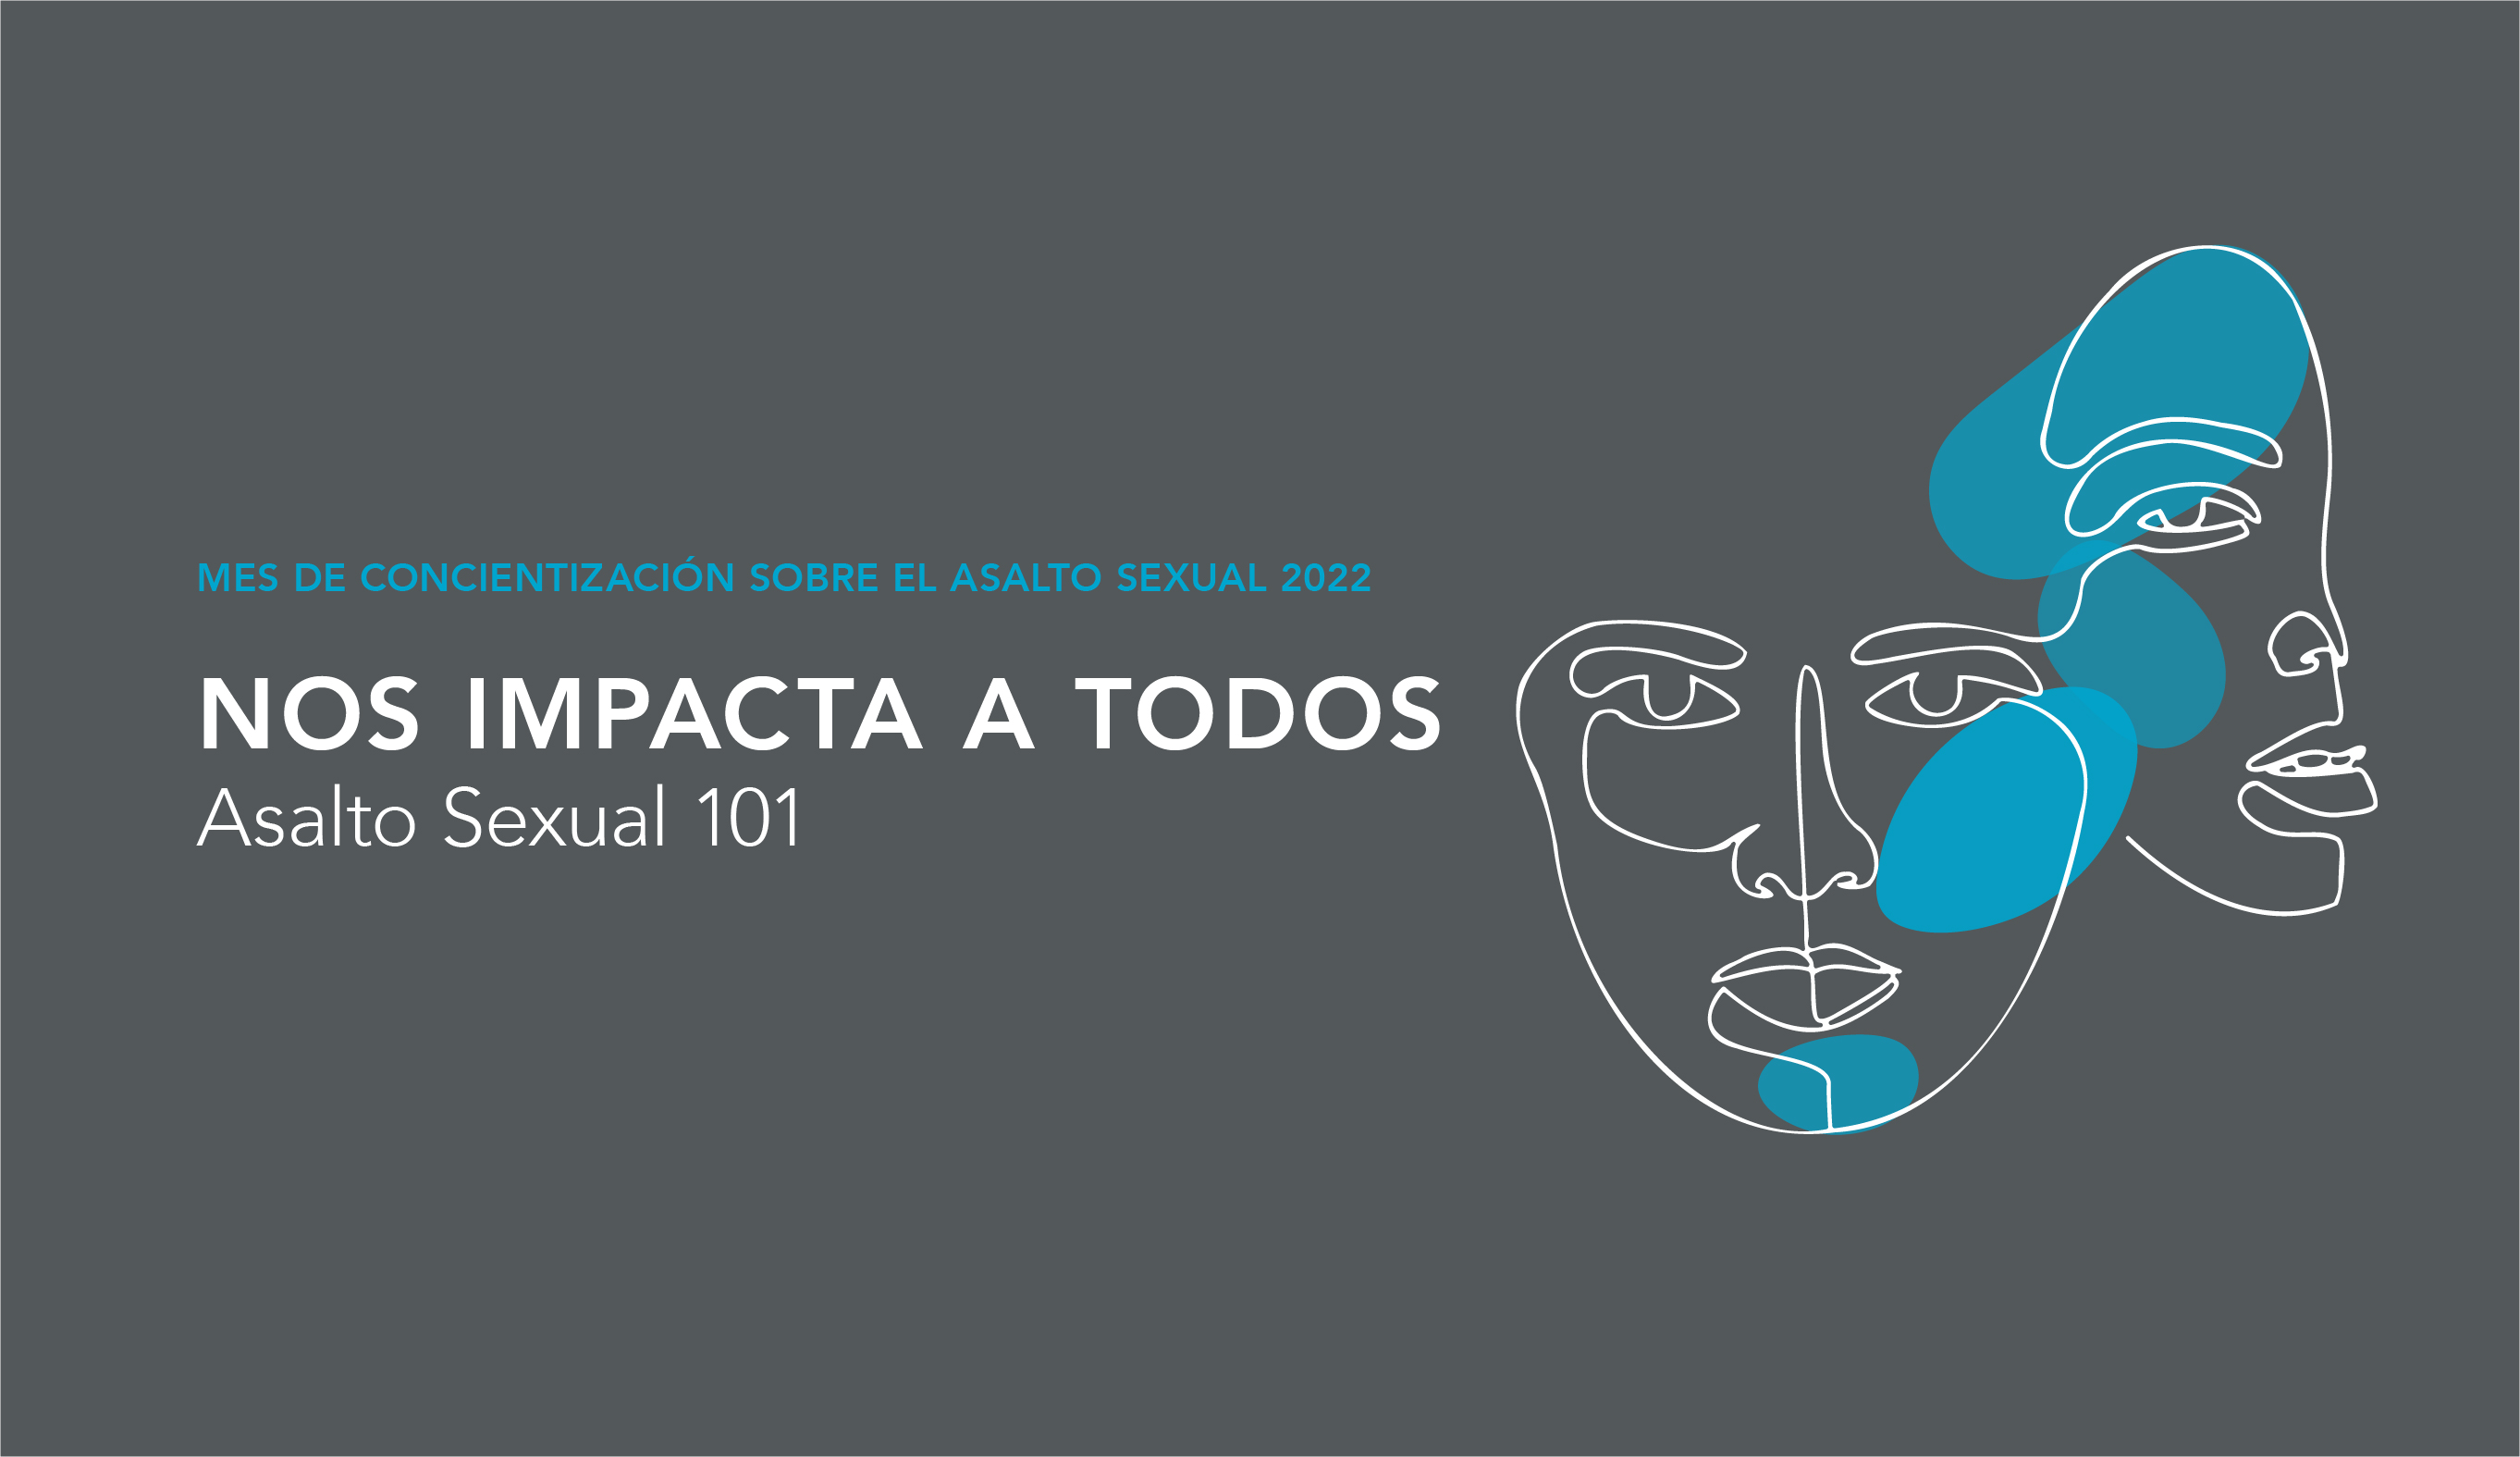 MES DE CONCIENTIZACIÓN SOBRE EL ASALTO SEXUAL 2022
NOS IMPACTA A TODOS
Asalto Sexual 101